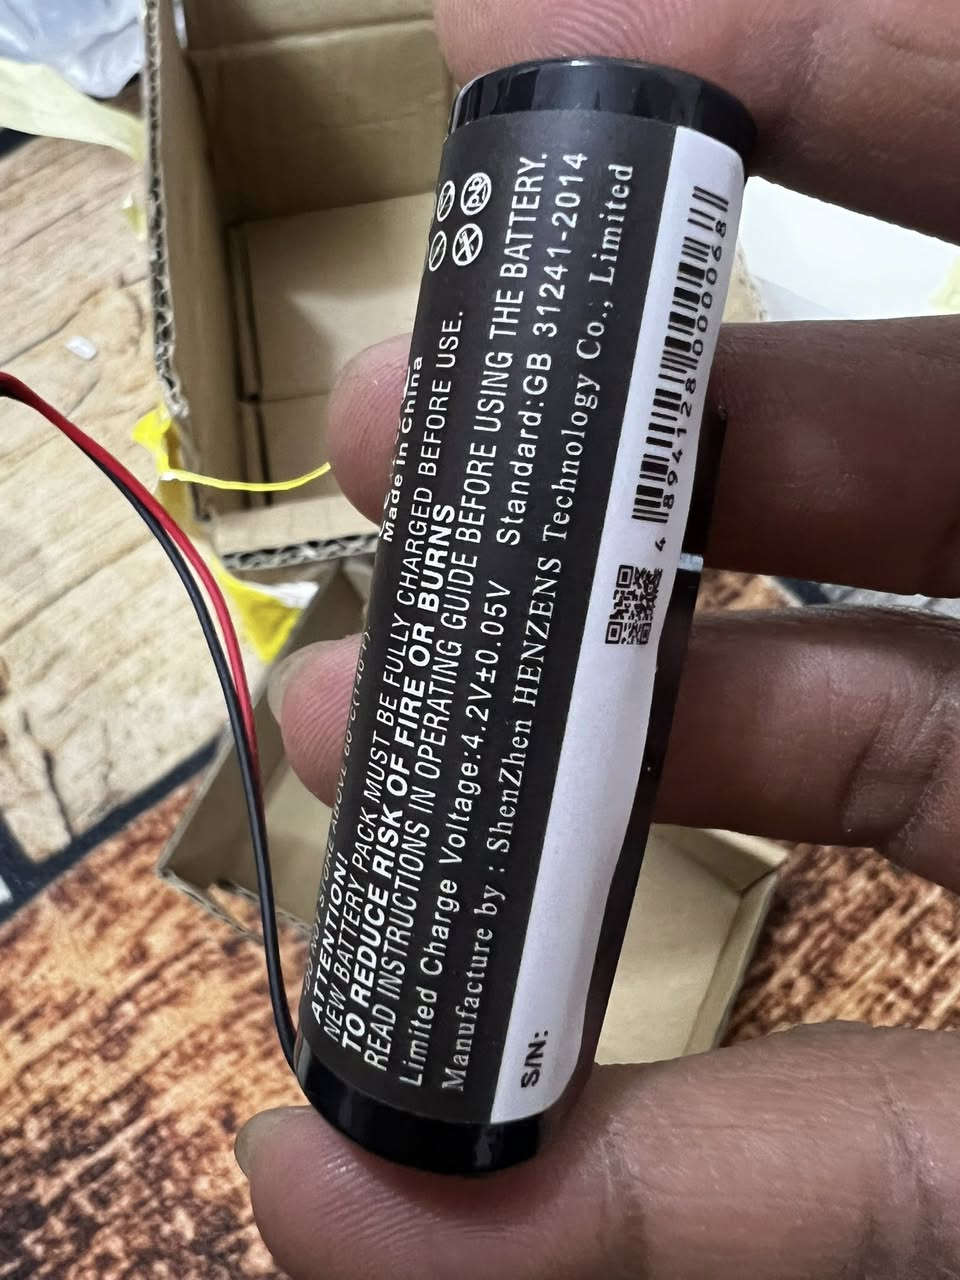 Made in China
ATTENTION!
NEW BATTERY PACK MUST BE FULLY CHARGED BEFORE USE.
TO REDUCE RISK OF FIRE OR BURNS
READ INSTRUCTIONS IN OPERATING GUIDE BEFORE USING THE BATTERY.
Limited Charge Voltage:4.2V±0.05V Standard:GB 31241-2014
Manufacture by : ShenZhen HENZENS Technology Co., Limited
S/N:
4 894128 000068